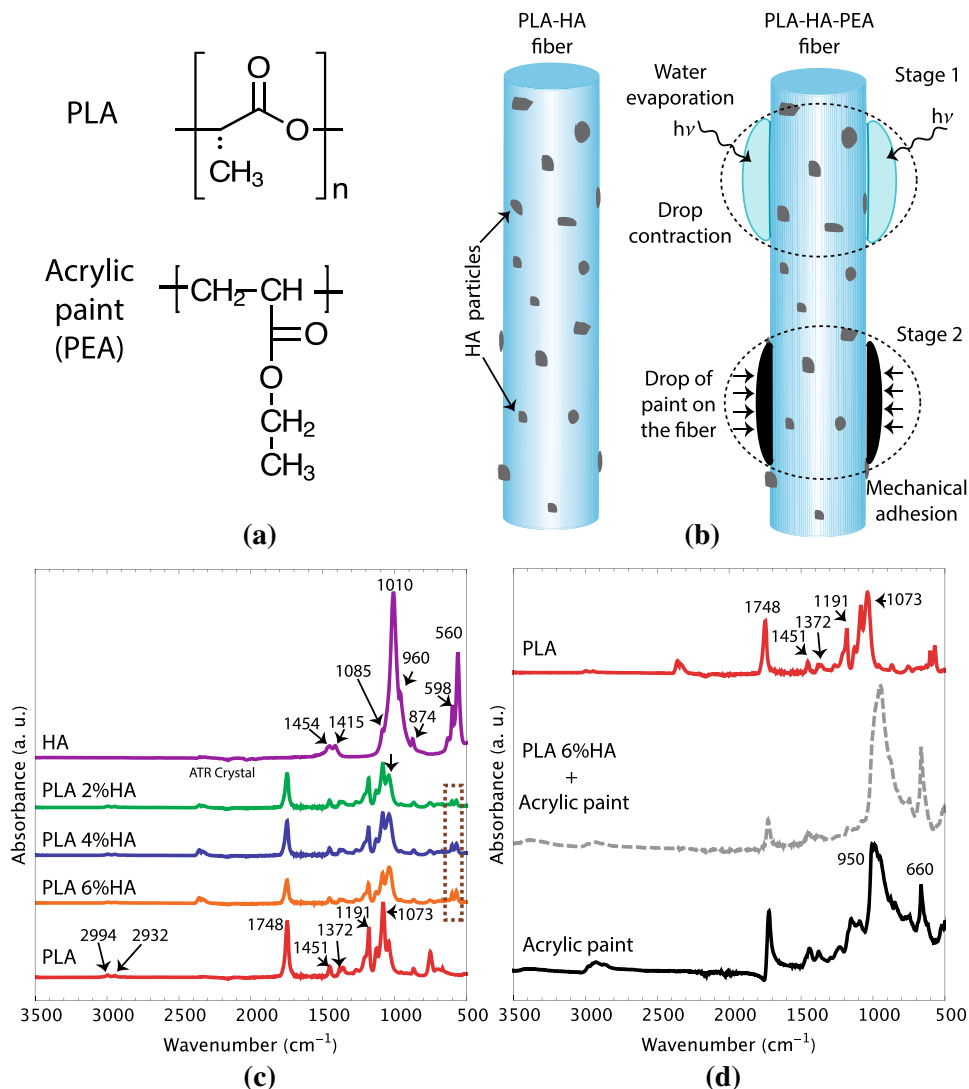 PLA
O
O
CH3
n
Acrylic
paint
(PEA)
CH2
CH
O
O
CH2
CH3
(a)
PLA-HA
fiber
HA particles
PLA-HA-PEA
fiber
Water
evaporation
Stage 1
hν
hν
Drop
contraction
Stage 2
Drop of
paint on
the fiber
Mechanical
adhesion
(b)
Absorbance (a. u.)
1010
560
1085
960
598
1454
1415
874
HA
ATR Crystal
PLA 2%HA
PLA 4%HA
PLA 6%HA
1748
1191
1073
2994
2932
1451
1372
PLA
3500 3000 2500 2000 1500 1000 500
Wavenumber (cm⁻¹)
(c)
Absorbance (a. u.)
1748
1191
1073
1451
1372
PLA
PLA 6%HA
+
Acrylic paint
950
660
Acrylic paint
3500 3000 2500 2000 1500 1000 500
Wavenumber (cm⁻¹)
(d)